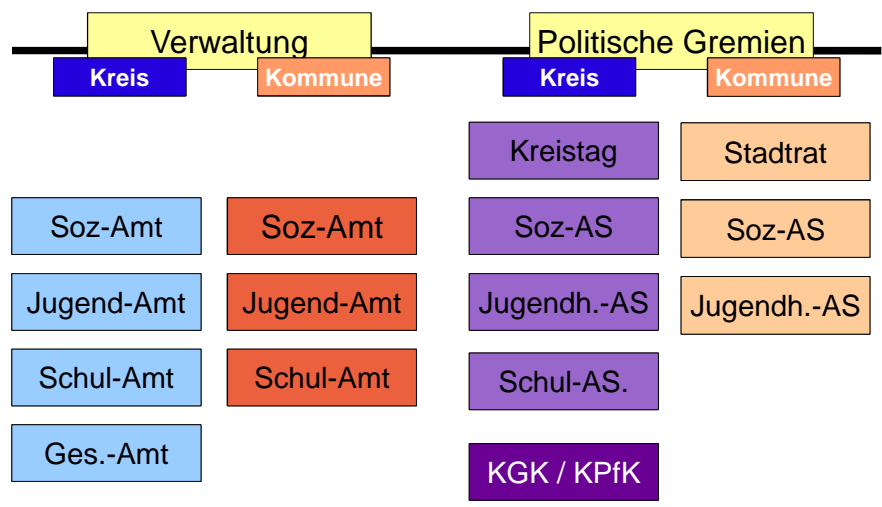 Verwaltung
Politische Gremien
Kreis
Kommune
Kreis
Kommune
Kreistag
Stadtrat
Soz-Amt
Soz-Amt
Soz-AS
Soz-AS
Jugend-Amt
Jugend-Amt
Jugendh.-AS
Jugendh.-AS
Schul-Amt
Schul-Amt
Schul-AS.
Ges.-Amt
KGK / KPfK